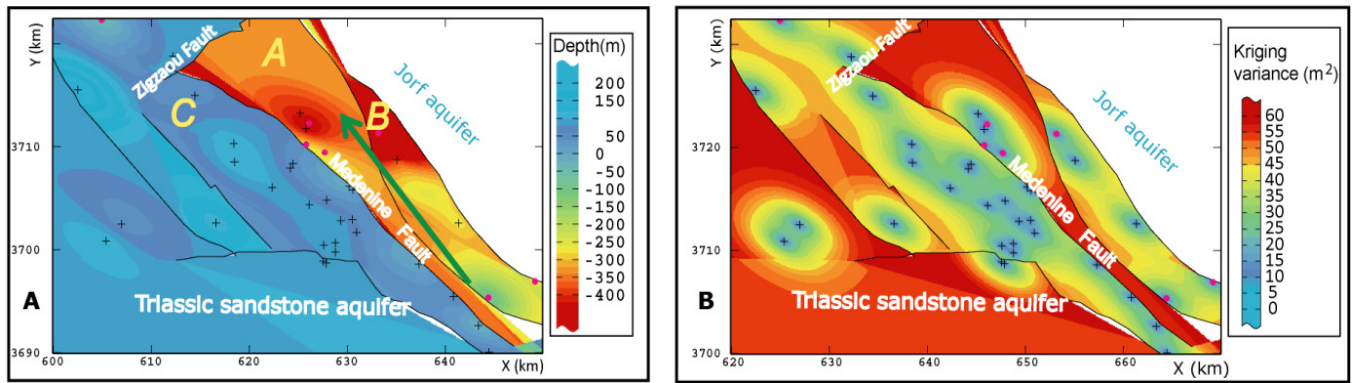 Y (km)
Zigzaou Fault
A
B
C
Jorf aquifer
Medenine Fault
Triassic sandstone aquifer
A
3710
3700
3690
600
610
620
630
640
X (km)
Depth(m)
200
150
50
0
-50
-100
-150
-200
-250
-300
-350
-400
Y (km)
Zigzaou Fault
Jorf aquifer
Medenine Fault
Triassic sandstone aquifer
B
3720
3710
3700
620
630
640
650
660
X (km)
Kriging
variance (m²)
60
55
50
45
40
35
30
25
20
15
10
5
0